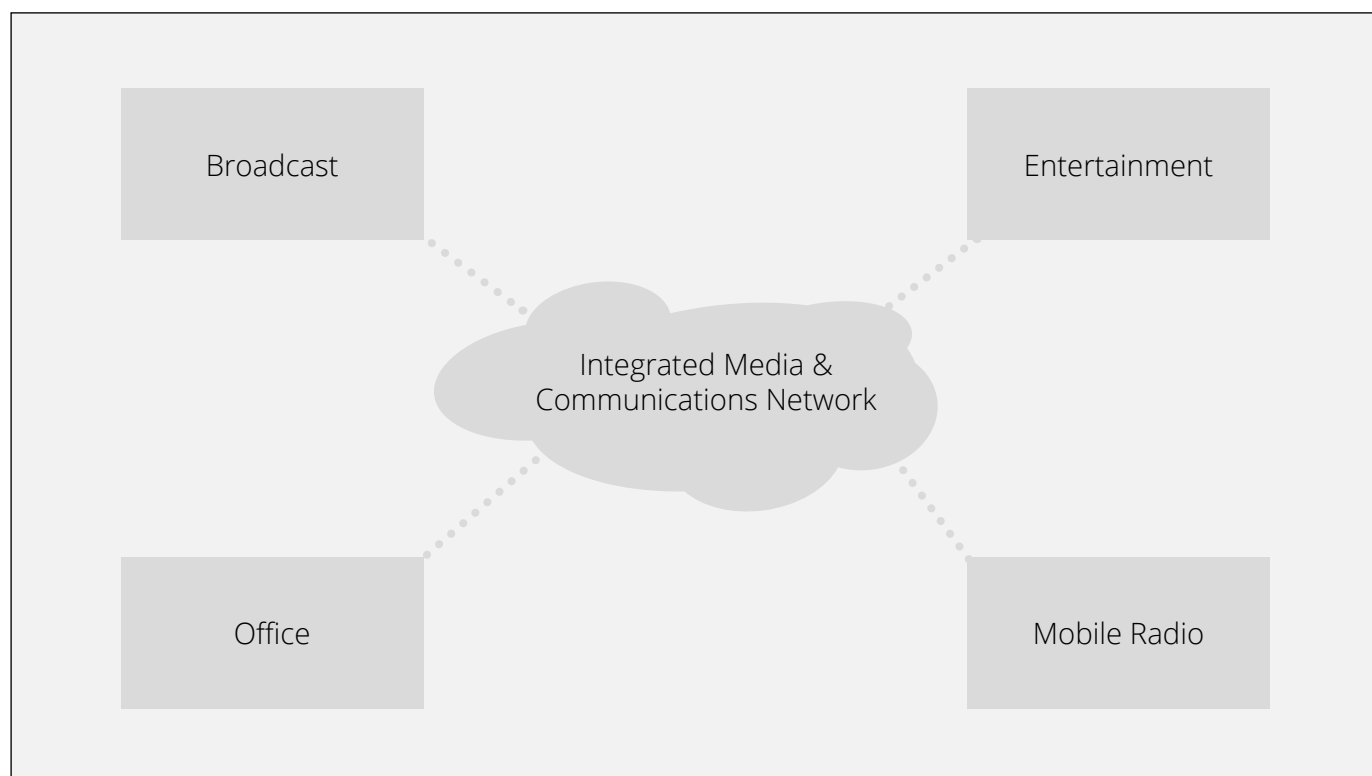 Broadcast
Entertainment
Integrated Media &
Communications Network
Office
Mobile Radio